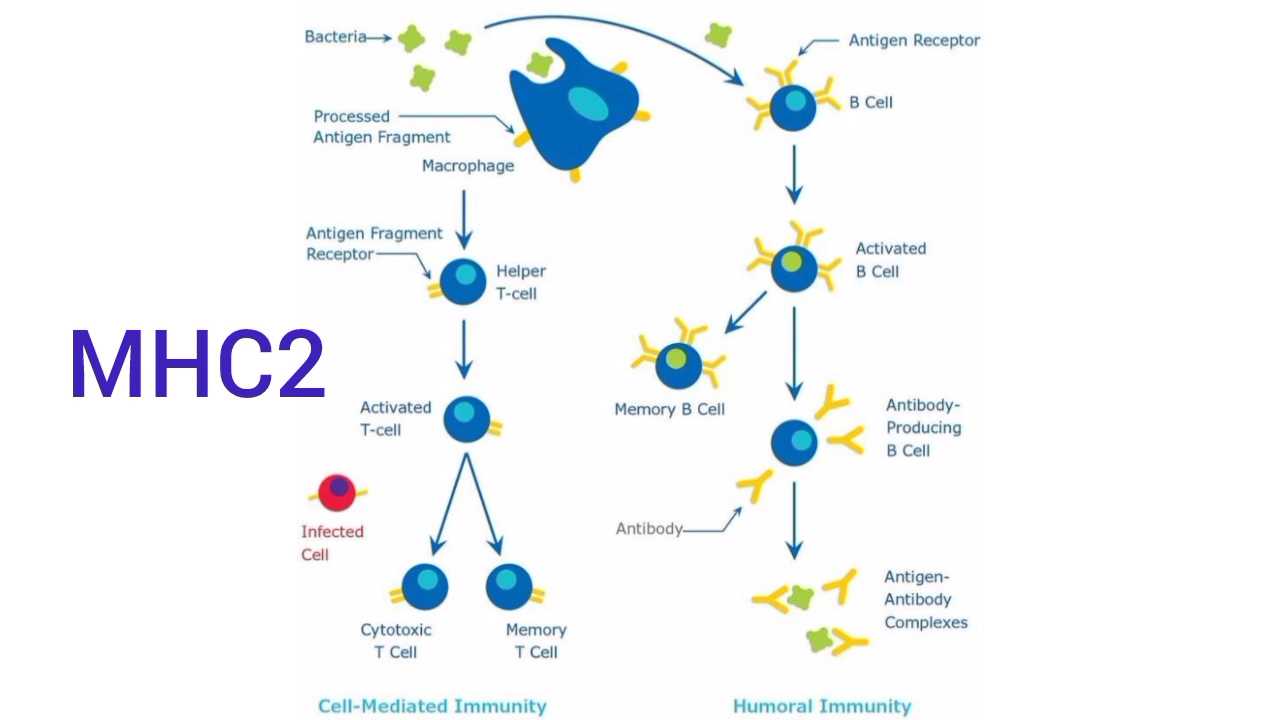 Bacteria
Antigen Receptor
B Cell
Processed
Antigen Fragment
Macrophage
Antigen Fragment
Receptor
Helper
T-cell
Activated
B Cell
MHC2
Memory B Cell
Activated
T-cell
Antibody-
Producing
B Cell
Infected
Cell
Antibody
Antigen-
Antibody
Complexes
Cytotoxic
T Cell
Memory
T Cell
Cell-Mediated Immunity
Humoral Immunity